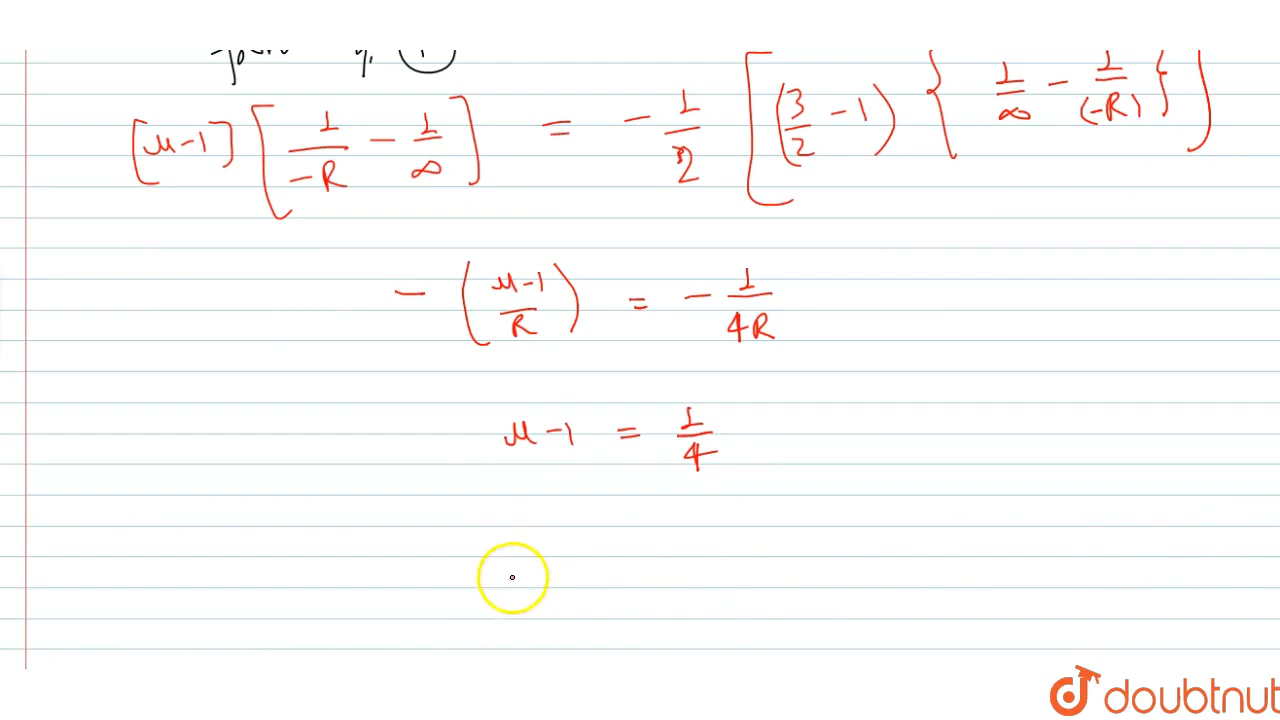 [μ-1] [1/-R - 1/∞] = -1/2 [(3/2 -1) {1/∞ - 1/(-R)}]
- (μ-1/R) = - 1/4R
μ-1 = 1/4
doubtnut